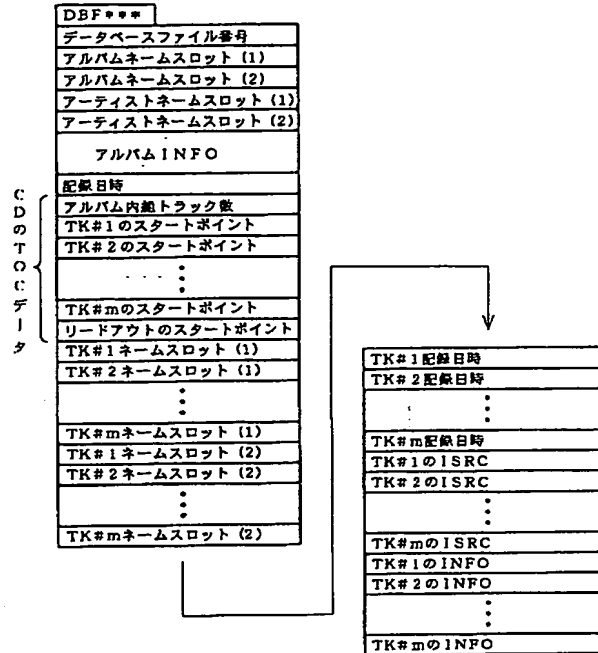 DBF***
データベースファイル番号
アルバムネームスロット (1)
アルバムネームスロット (2)
アーティストネームスロット (1)
アーティストネームスロット (2)
アルバムINFO
記録日時
CDのTOCデータ
アルバム内総トラック数
TK#1のスタートポイント
TK#2のスタートポイント
TK#mのスタートポイント
リードアウトのスタートポイント
TK#1ネームスロット (1)
TK#2ネームスロット (1)
TK#mネームスロット (1)
TK#1ネームスロット (2)
TK#2ネームスロット (2)
TK#mネームスロット (2)
TK#1記録日時
TK#2記録日時
TK#m記録日時
TK#1のISRC
TK#2のISRC
TK#mのISRC
TK#1のINFO
TK#2のINFO
TK#mのINFO